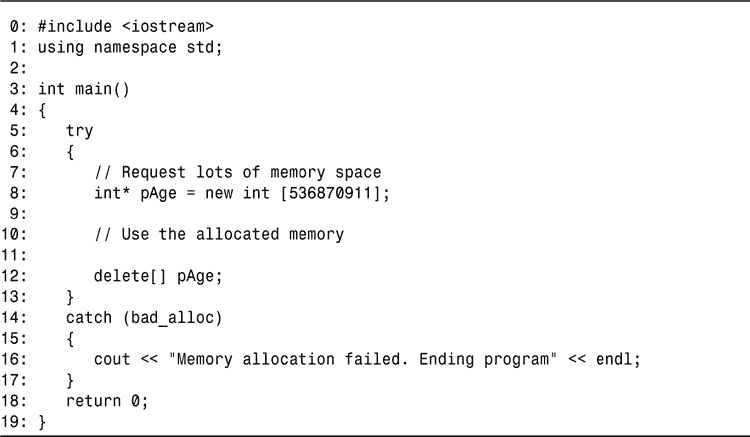 0: #include <iostream>
1: using namespace std;
2:
3: int main()
4: {
5:    try
6:    {
7:       // Request lots of memory space
8:       int* pAge = new int [536870911];
9:
10:       // Use the allocated memory
11:
12:       delete[] pAge;
13:    }
14:    catch (bad_alloc)
15:    {
16:       cout << "Memory allocation failed. Ending program" << endl;
17:    }
18:    return 0;
19: }